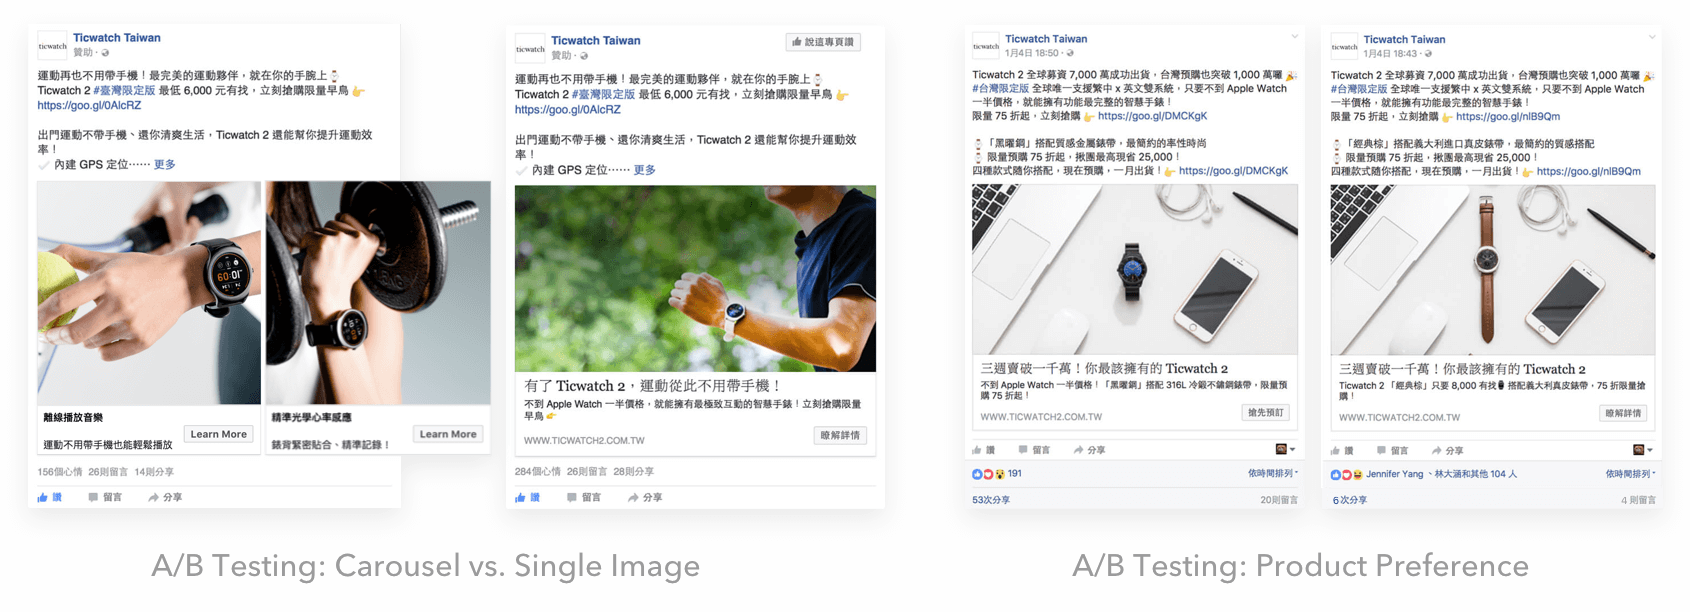 ticwatch
Ticwatch Taiwan
贊助 ·
運動再也不用帶手機！最完美的運動夥伴，就在你的手腕上⌚
Ticwatch 2 #臺灣限定版 最低 6,000 元有找，立刻搶購限量早鳥 👉
https://goo.gl/0AlcRZ
出門運動不帶手機、還你清爽生活，Ticwatch 2 還能幫你提升運動效
率！
✓ 內建 GPS 定位⋯⋯ 更多
離線播放音樂
運動不用帶手機也能輕鬆播放
Learn More
精準光學心率感應
錶背緊密貼合、精準記錄！
Learn More
156個心情 26則留言 14則分享
讚 留言 分享
ticwatch
Ticwatch Taiwan
贊助 ·
說這專頁讚
運動再也不用帶手機！最完美的運動夥伴，就在你的手腕上⌚
Ticwatch 2 #臺灣限定版 最低 6,000 元有找，立刻搶購限量早鳥 👉
https://goo.gl/0AlcRZ
出門運動不帶手機、還你清爽生活，Ticwatch 2 還能幫你提升運動效
率！
✓ 內建 GPS 定位⋯⋯ 更多
有了 Ticwatch 2，運動從此不用帶手機！
不到 Apple Watch 一半價格，就能擁有最極致互動的智慧手錶！立刻搶購限量
早鳥 👉
WWW.TICWATCH2.COM.TW
瞭解詳情
284個心情 26則留言 28則分享
讚 留言 分享
A/B Testing: Carousel vs. Single Image
ticwatch
Ticwatch Taiwan
1月4日 18:50 ·
Ticwatch 2 全球募資 7,000 萬成功出貨，台灣預購也突破 1,000 萬囉 🎉
#台灣限定版 全球唯一支援繁中 x 英文雙系統，只要不到 Apple Watch
一半價格，就能擁有功能最完整的智慧手錶！
限量 75 折起，立刻搶購 👉 https://goo.gl/DMCKgK
⌚「黑曜鋼」搭配質感金屬錶帶，最簡約的率性時尚
⌚ 限量預購 75 折起，揪團最高現省 25,000！
四種款式隨你搭配，現在預購，一月出貨！👉 https://goo.gl/DMCKgK
三週賣破一千萬！你最該擁有的 Ticwatch 2
不到 Apple Watch 一半價格！「黑曜鋼」搭配 316L 冷鍛不鏽鋼錶帶，限量預
購 75 折起！
WWW.TICWATCH2.COM.TW
搶先預訂
讚 留言 分享
191
依時間排列
53次分享
20則留言
ticwatch
Ticwatch Taiwan
1月4日 18:43 ·
Ticwatch 2 全球募資 7,000 萬成功出貨，台灣預購也突破 1,000 萬囉 🎉
#台灣限定版 全球唯一支援繁中 x 英文雙系統，只要不到 Apple Watch
一半價格，就能擁有功能最完整的智慧手錶！
限量 75 折起，立刻搶購 👉 https://goo.gl/nlB9Qm
⌚「經典棕」搭配義大利進口真皮錶帶，最簡約的質感搭配
⌚ 限量預購 75 折起，揪團最高現省 25,000！
四種款式隨你搭配，現在預購，一月出貨！👉 https://goo.gl/nlB9Qm
三週賣破一千萬！你最該擁有的 Ticwatch 2
Ticwatch 2 「經典棕」只要 8,000 有找⌚搭配義大利真皮錶帶，75 折限量搶
購！
WWW.TICWATCH2.COM.TW
瞭解詳情
讚 留言 分享
Jennifer Yang、林大涵和其他 104 人
依時間排列
6次分享
4 則留言
A/B Testing: Product Preference